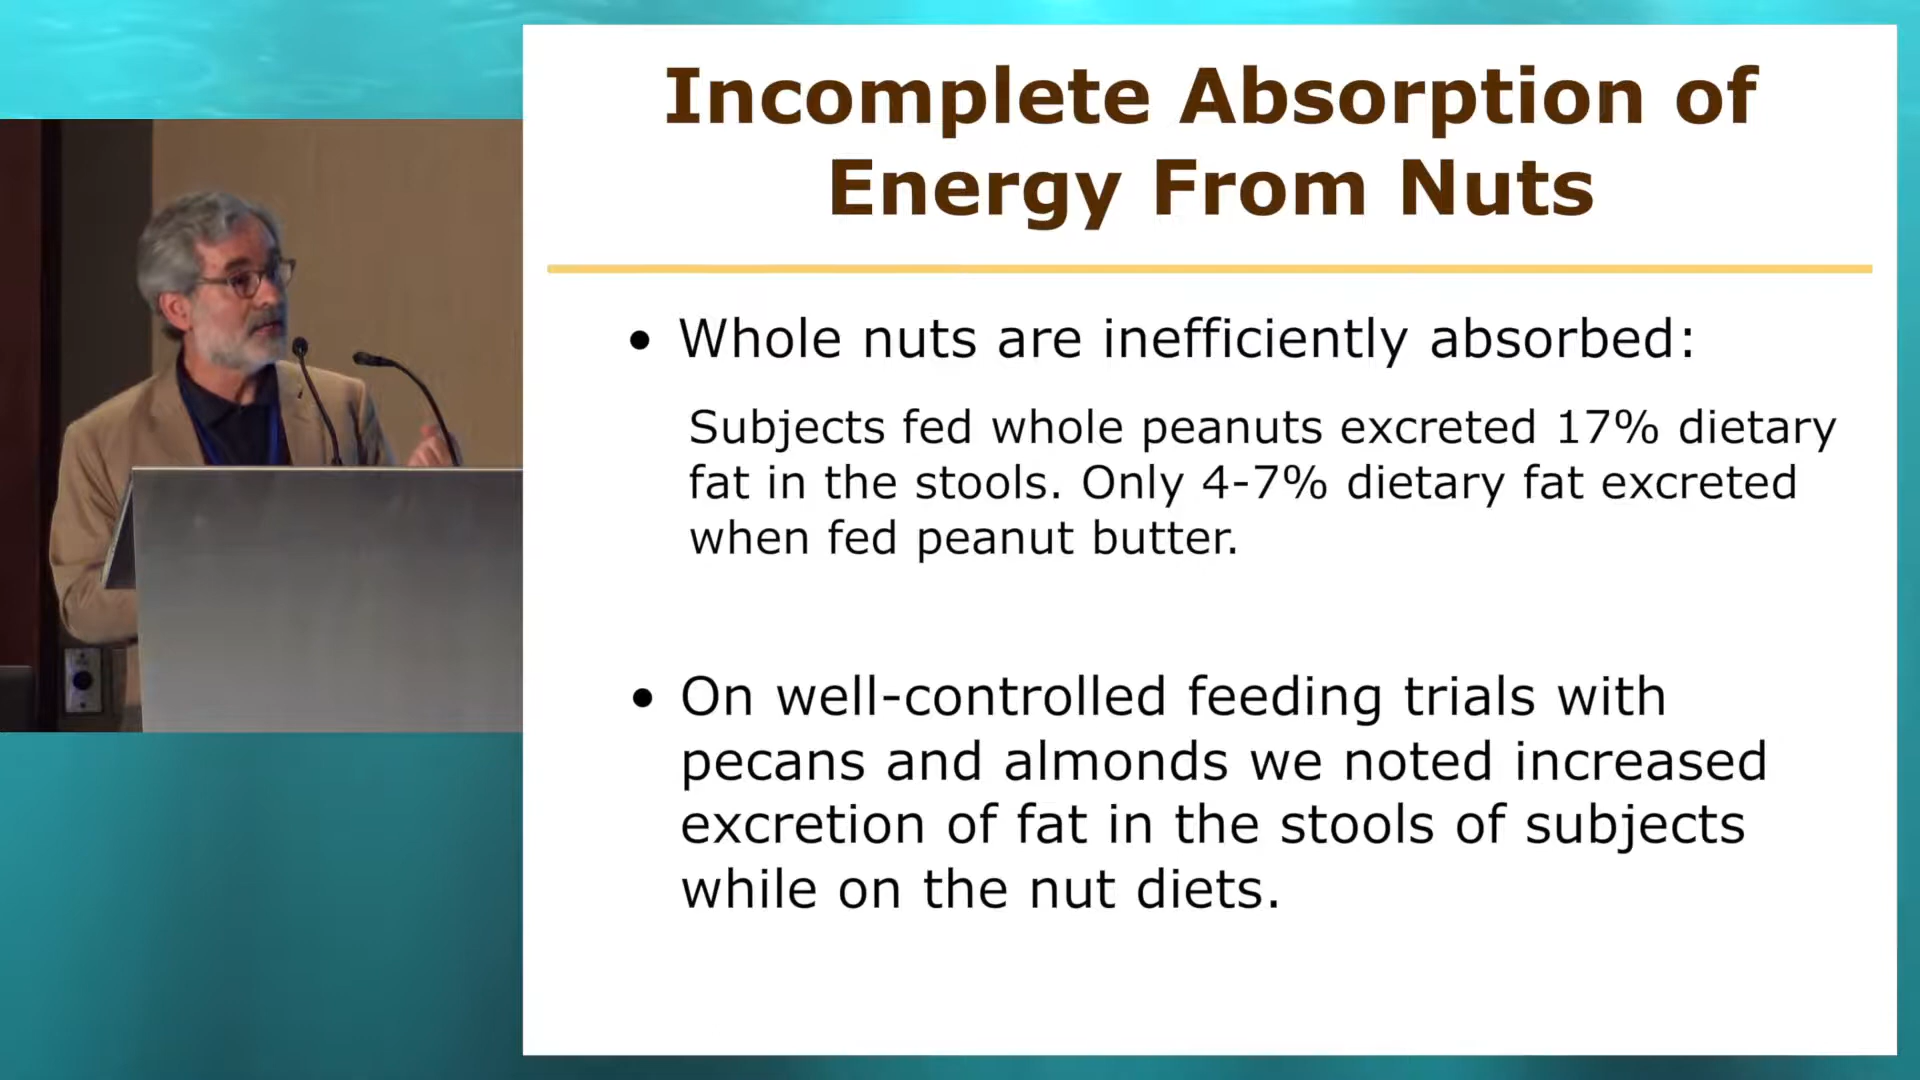 Incomplete Absorption of
Energy From Nuts
• Whole nuts are inefficiently absorbed:
Subjects fed whole peanuts excreted 17% dietary
fat in the stools. Only 4-7% dietary fat excreted
when fed peanut butter.
• On well-controlled feeding trials with
pecans and almonds we noted increased
excretion of fat in the stools of subjects
while on the nut diets.